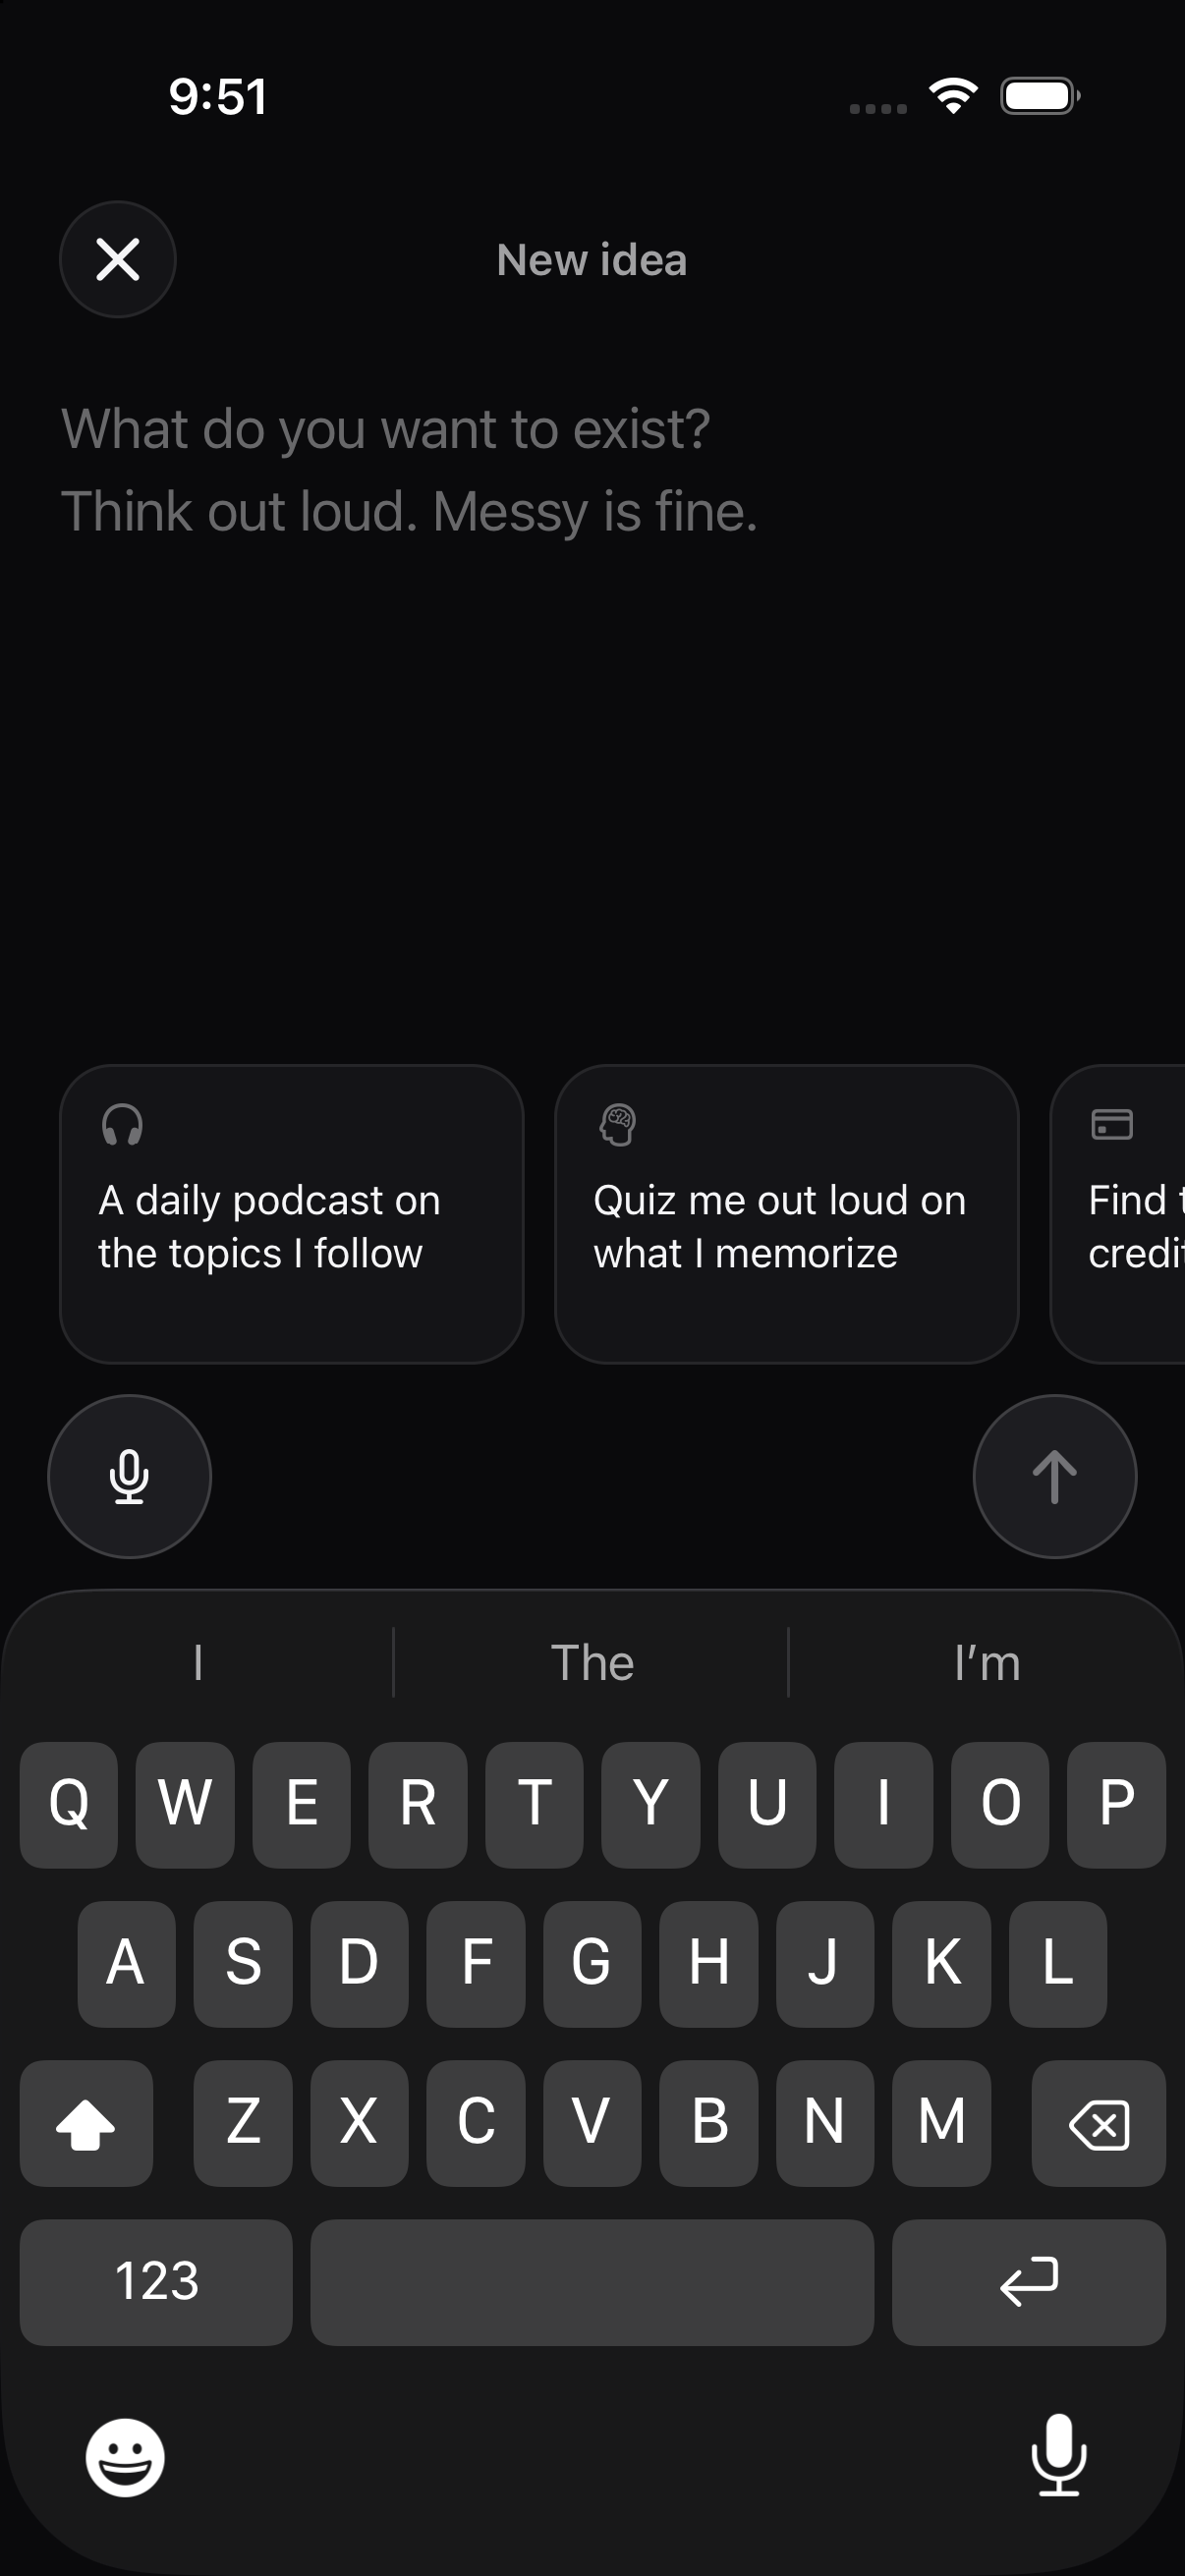 9:51
New idea
What do you want to exist?
Think out loud. Messy is fine.
A daily podcast on
the topics I follow
Quiz me out loud on
what I memorize
Find
I
The
I’m
Q W E R T Y U I O P
A S D F G H J K L
Z X C V B N M
123